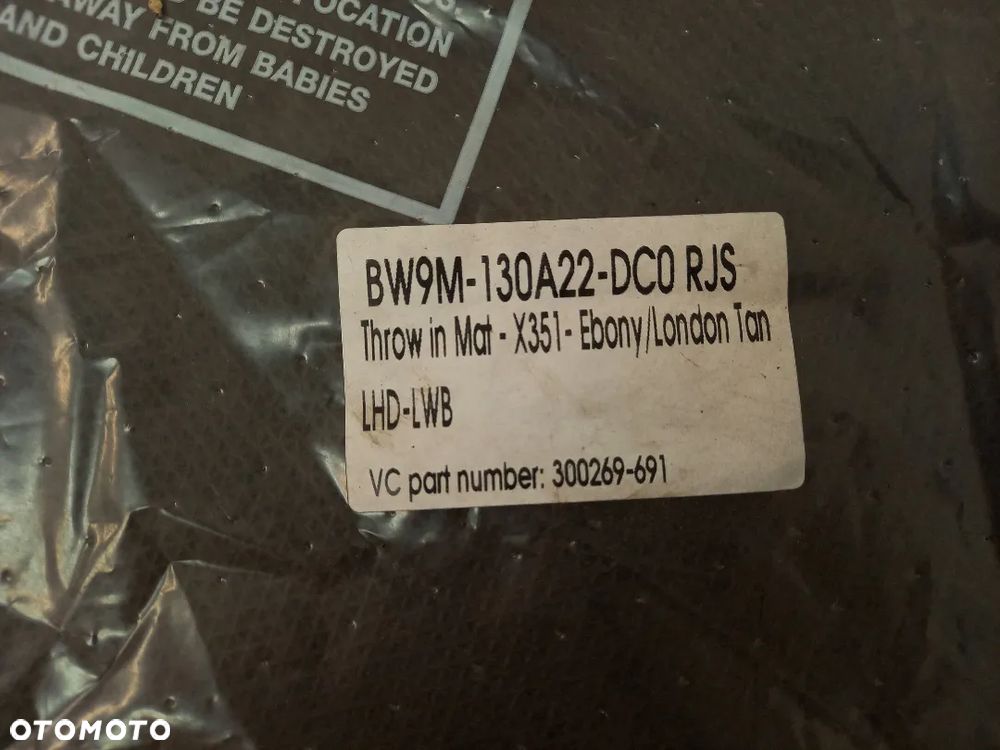 OCATION
BE DESTROYED
AWAY FROM BABIES
AND CHILDREN
BW9M-130A22-DC0 RJS
Throw in Mat - X351- Ebony/London Tan
LHD-LWB
VC part number: 300269-691
OTOMOTO